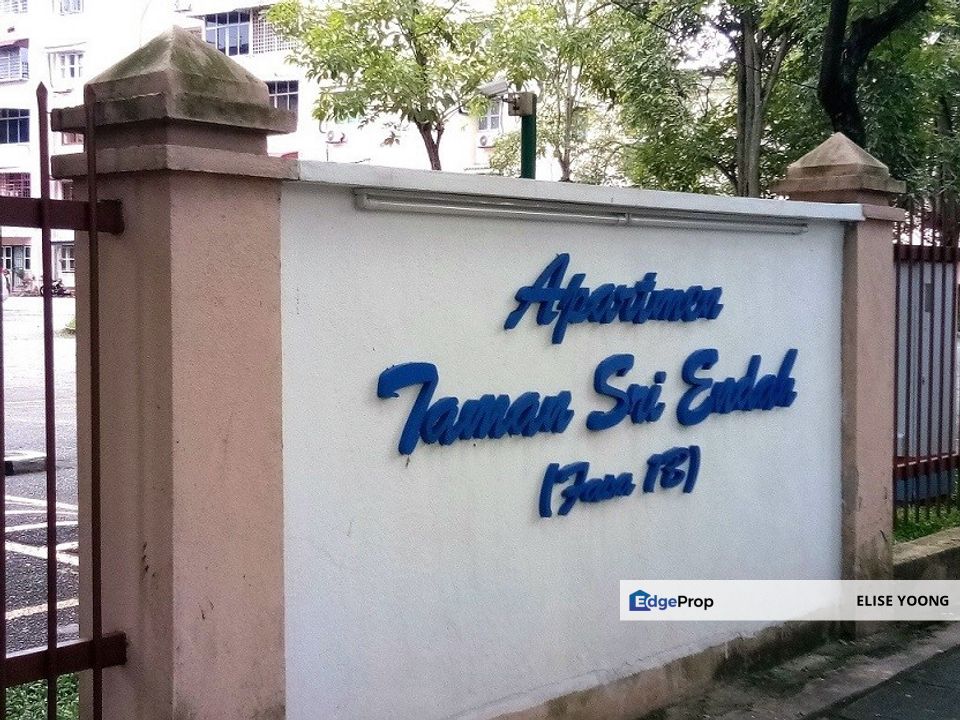 Apartmen
Taman Sri Endah
(Fasa 1B)
EdgeProp ELISE YOONG